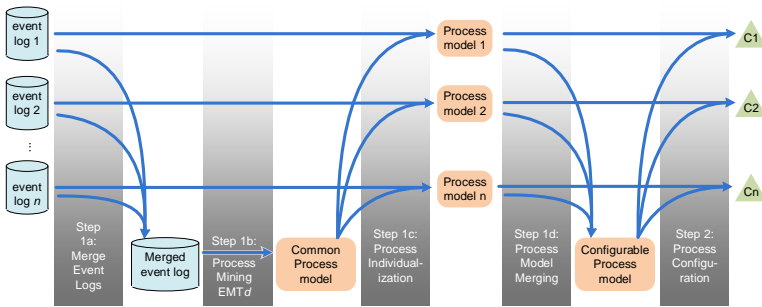 event
log 1
Process
model 1
C1
event
log 2
Process
model 2
C2
...
event
log n
Process
model n
Cn
Step
1a:
Merge
Event
Logs
Merged
event log
Step 1b:
Process
Mining
EMTd
Common
Process
model
Step 1c:
Process
Individual-
ization
Step 1d:
Process
Model
Merging
Configurable
Process
model
Step 2:
Process
Configu-
ration